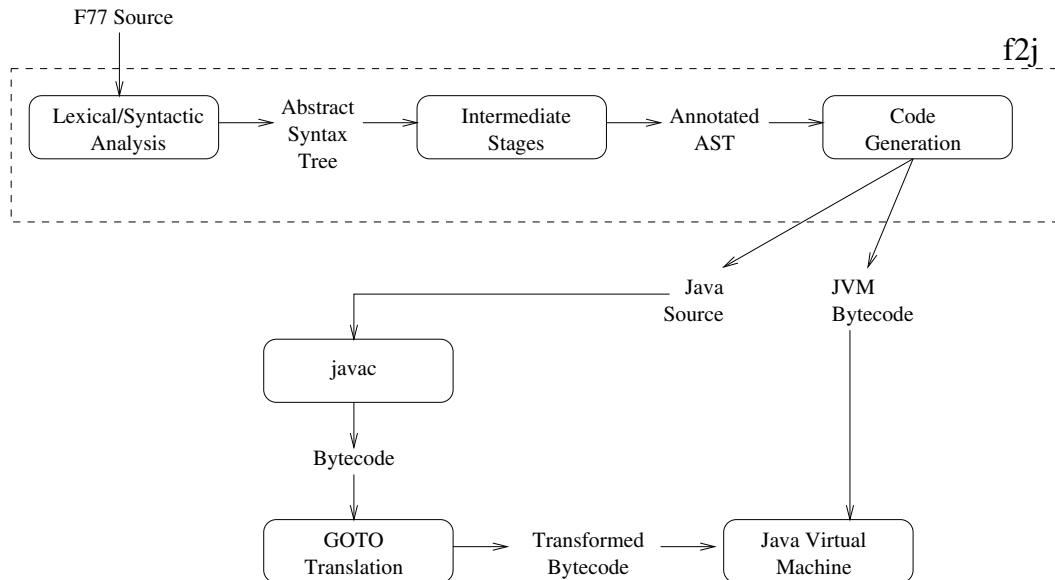 F77 Source
f2j
Lexical/Syntactic
Analysis
Abstract
Syntax
Tree
Intermediate
Stages
Annotated
AST
Code
Generation
Java
Source
JVM
Bytecode
javac
Bytecode
GOTO
Translation
Transformed
Bytecode
Java Virtual
Machine